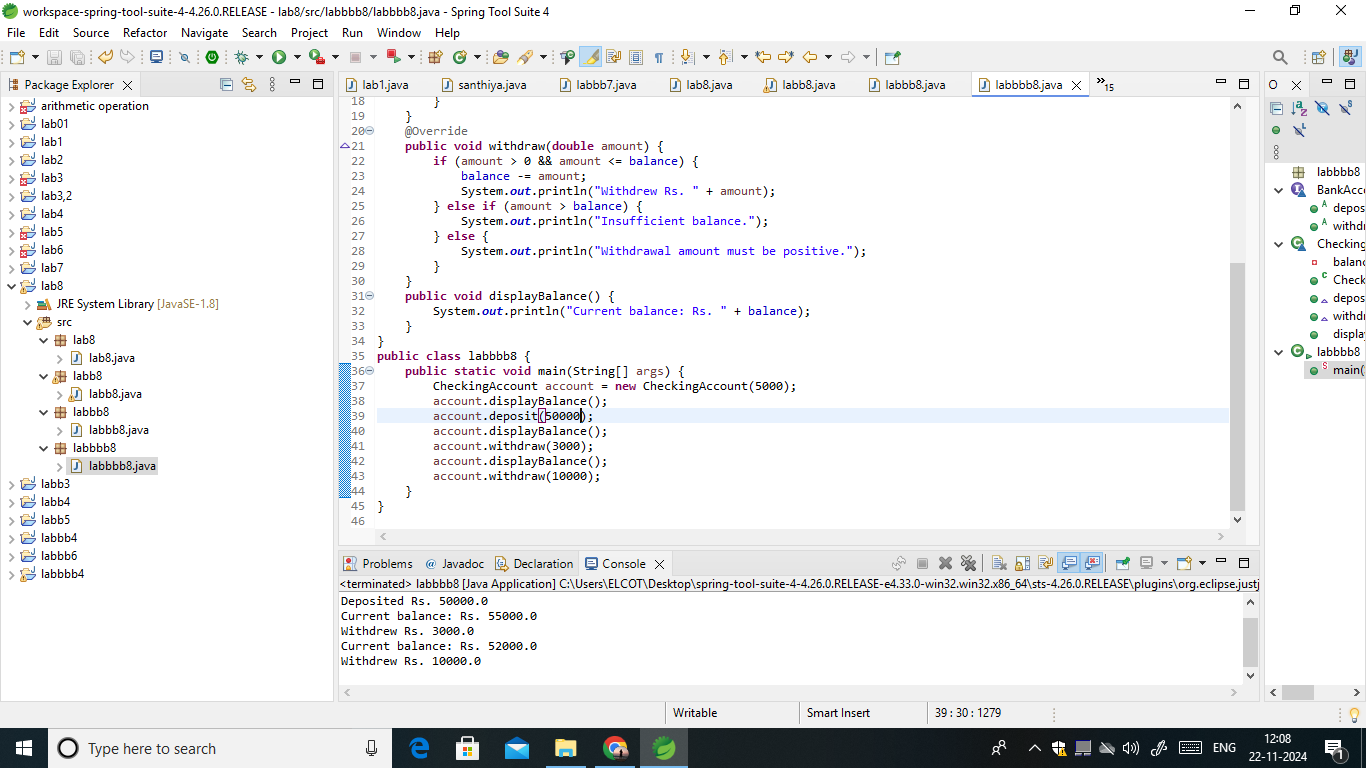 workspace-spring-tool-suite-4-4.26.0.RELEASE - lab8/src/labbbb8/labbbb8.java - Spring Tool Suite 4
File Edit Source Refactor Navigate Search Project Run Window Help
Package Explorer
arithmetic operation
lab01
lab1
lab2
lab3
lab3,2
lab4
lab5
lab6
lab7
lab8
JRE System Library [JavaSE-1.8]
src
lab8
lab8.java
labb8
labb8.java
labbb8
labbb8.java
labbbb8
labbbb8.java
labb3
labb4
labb5
labbb4
labbb6
labbbb4
lab1.java santhiya.java labbb7.java lab8.java labb8.java labbb8.java labbbb8.java 15
18 }
19 }
20 @Override
21 public void withdraw(double amount) {
22 if (amount > 0 && amount <= balance) {
23 balance -= amount;
24 System.out.println("Withdrew Rs. " + amount);
25 } else if (amount > balance) {
26 System.out.println("Insufficient balance.");
27 } else {
28 System.out.println("Withdrawal amount must be positive.");
29 }
30 }
31 public void displayBalance() {
32 System.out.println("Current balance: Rs. " + balance);
33 }
34 }
35 public class labbbb8 {
36 public static void main(String[] args) {
37 CheckingAccount account = new CheckingAccount(5000);
38 account.displayBalance();
39 account.deposit(50000);
40 account.displayBalance();
41 account.withdraw(3000);
42 account.displayBalance();
43 account.withdraw(10000);
44 }
45 }
46
O
labbbb8
BankAcco
depos
withdr
Checking
balanc
Check
depos
withdr
display
labbbb8
main(
Problems @ Javadoc Declaration Console
<terminated> labbbb8 [Java Application] C:\Users\ELCOT\Desktop\spring-tool-suite-4-4.26.0.RELEASE-e4.33.0-win32.win32.x86_64\sts-4.26.0.RELEASE\plugins\org.eclipse.justj
Deposited Rs. 50000.0
Current balance: Rs. 55000.0
Withdrew Rs. 3000.0
Current balance: Rs. 52000.0
Withdrew Rs. 10000.0
Writable Smart Insert 39 : 30 : 1279
Type here to search
ENG
12:08
22-11-2024
1